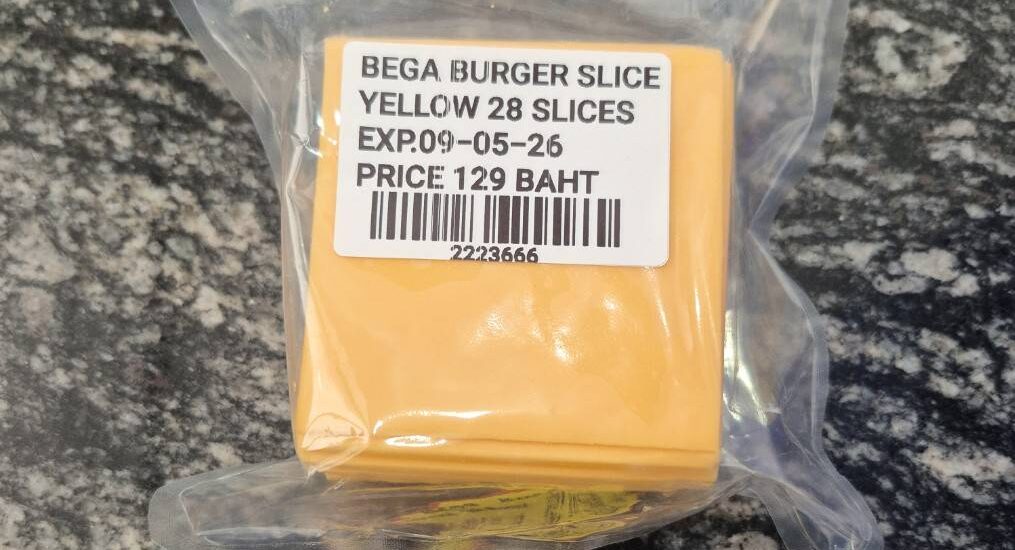 BEGA BURGER SLICE
YELLOW 28 SLICES
EXP.09-05-26
PRICE 129 BAHT
2223666